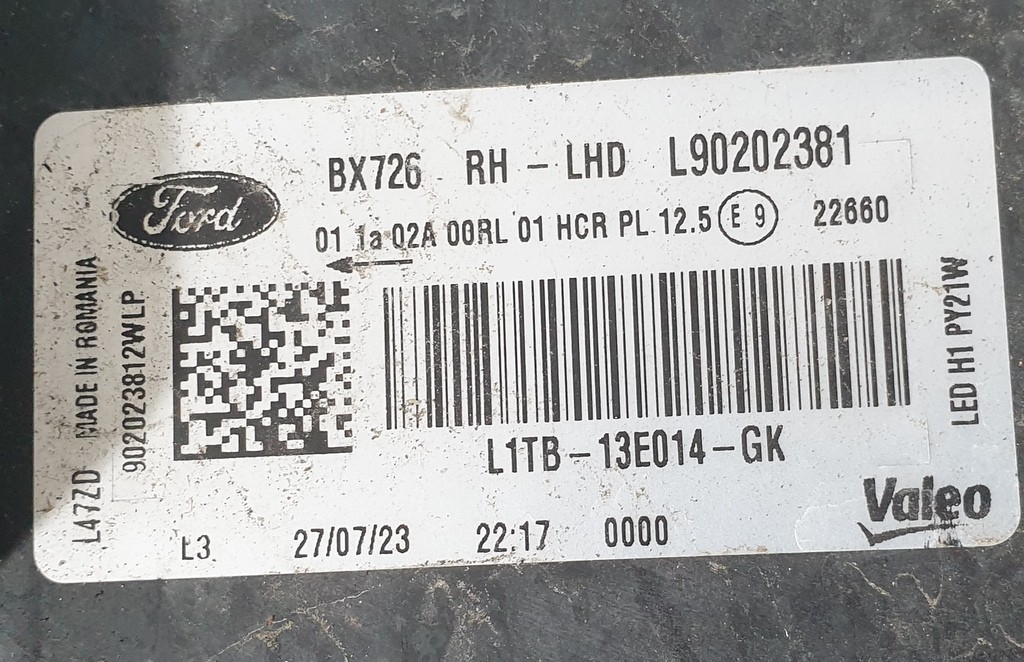 BX726 RH - LHD L90202381
Ford
01 1a 02A 00RL 01 HCR PL 12.5 E 9 22660
L47ZD MADE IN ROMANIA
902023812WLP
LED H1 PY21W
L1TB-13E014-GK
Valeo
L3 27/07/23 22:17 0000